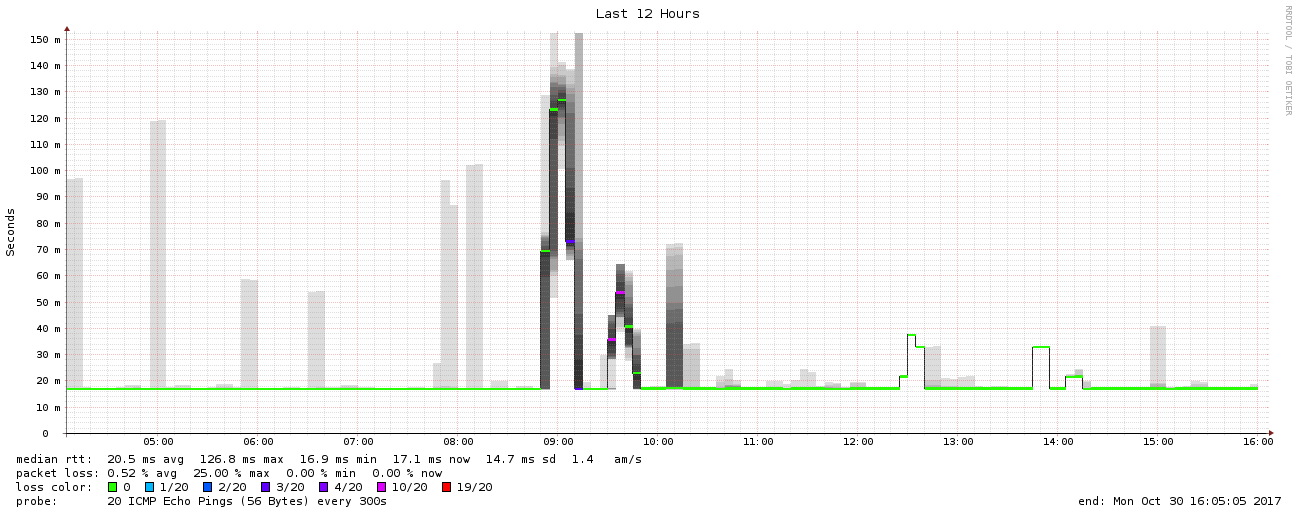 Last 12 Hours
RRDTOOL / TOBI OETIKER
Seconds
150 m
140 m
130 m
120 m
110 m
100 m
90 m
80 m
70 m
60 m
50 m
40 m
30 m
20 m
10 m
0
05:00 06:00 07:00 08:00 09:00 10:00 11:00 12:00 13:00 14:00 15:00 16:00
median rtt: 20.5 ms avg 126.8 ms max 16.9 ms min 17.1 ms now 14.7 ms sd 1.4 am/s
packet loss: 0.52 % avg 25.00 % max 0.00 % min 0.00 % now
loss color: 0 1/20 2/20 3/20 4/20 10/20 19/20
probe: 20 ICMP Echo Pings (56 Bytes) every 300s end: Mon Oct 30 16:05:05 2017